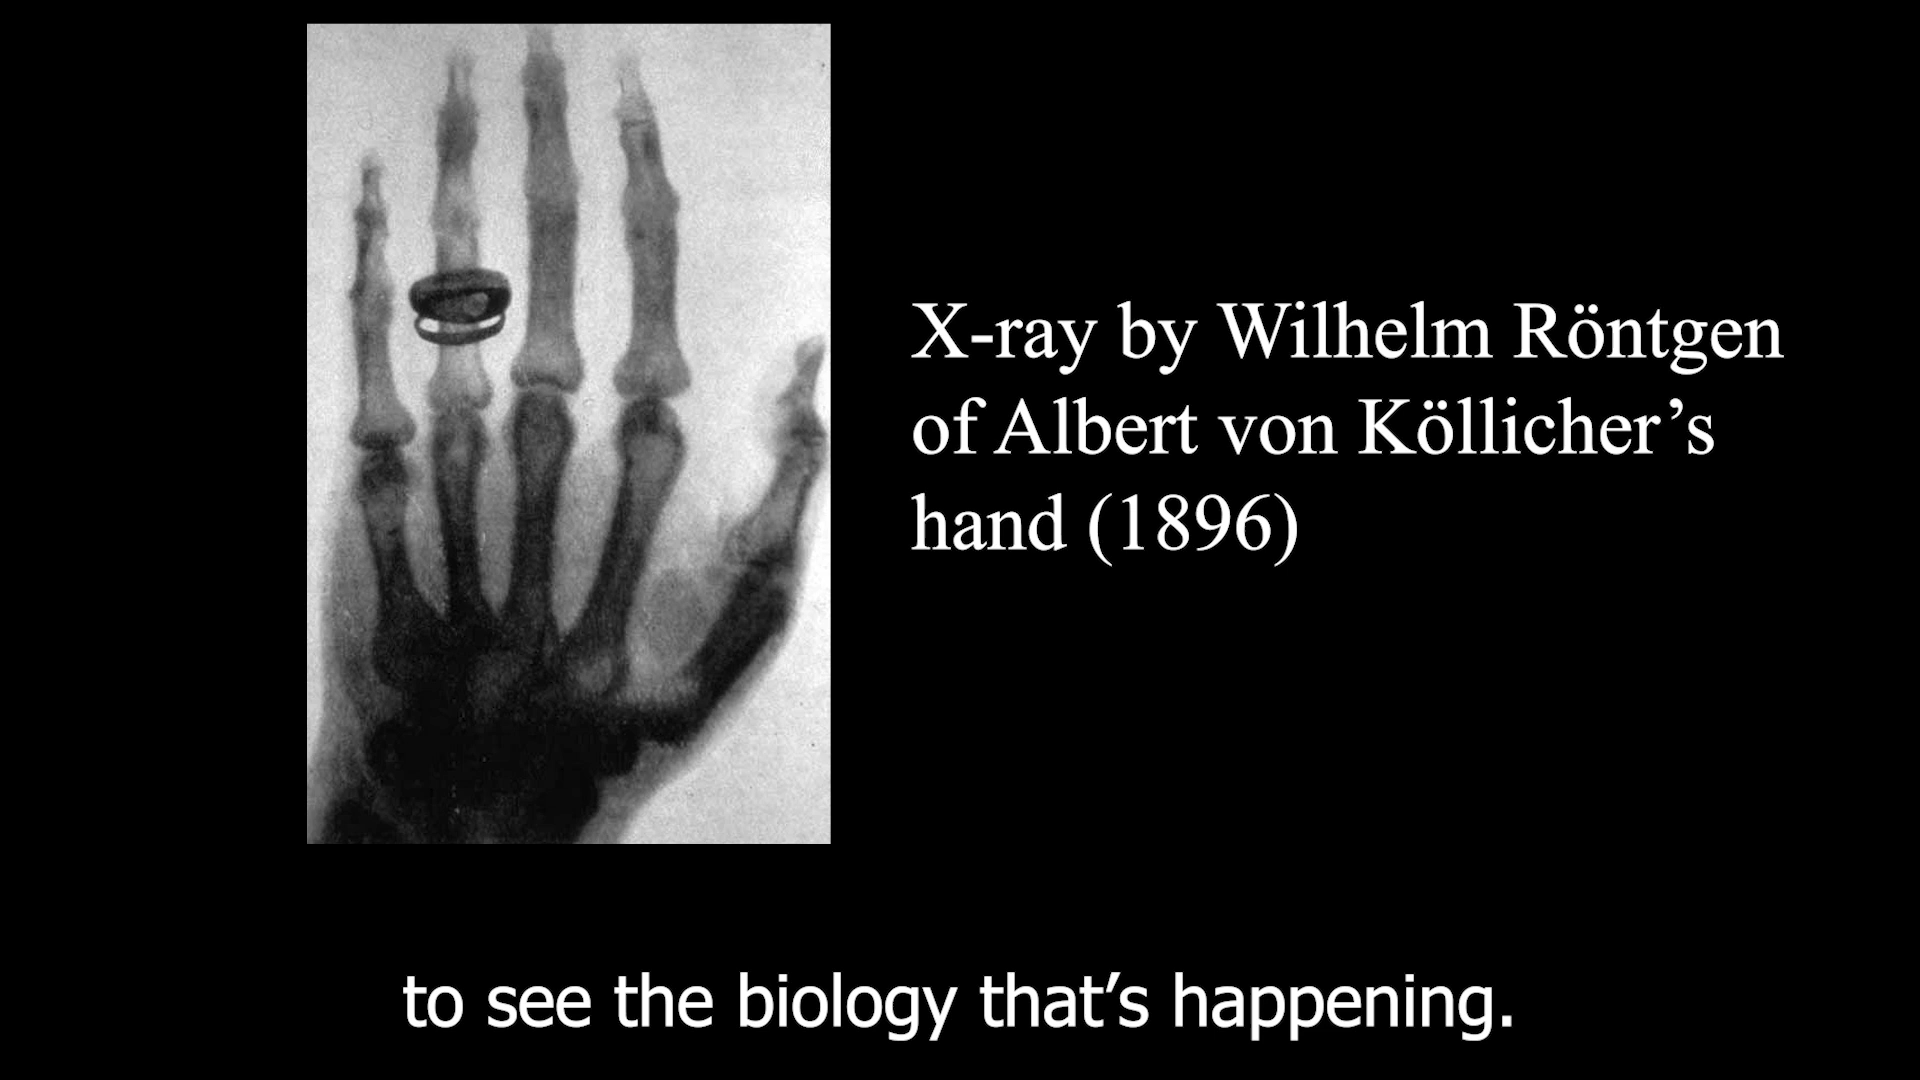 X-ray by Wilhelm Röntgen
of Albert von Köllicher’s
hand (1896)
to see the biology that’s happening.